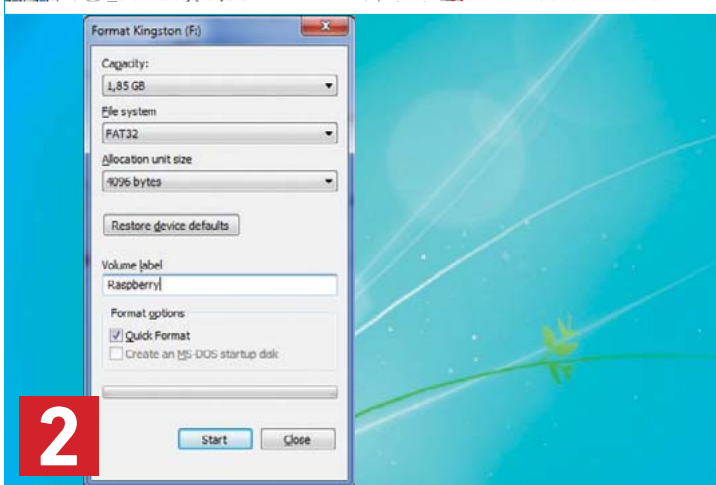 Format Kingston (F:)
Capacity:
1,85 GB
File system
FAT32
Allocation unit size
4096 bytes
Restore device defaults
Volume label
Raspberry
Format options
Quick Format
Create an MS-DOS startup disk
Start Close
2